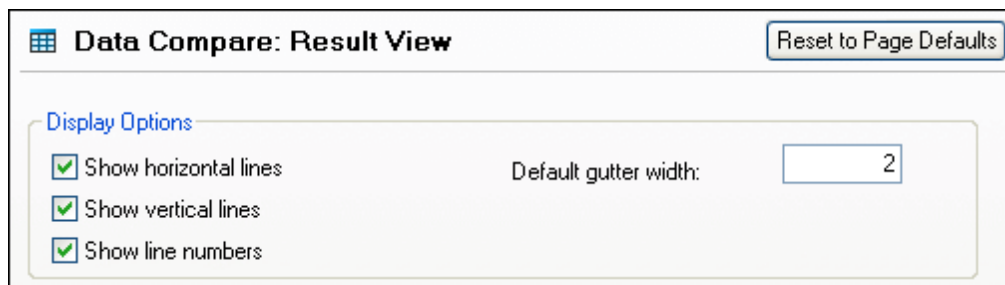 Data Compare: Result View
Reset to Page Defaults
Display Options
Show horizontal lines
Default gutter width: 2
Show vertical lines
Show line numbers